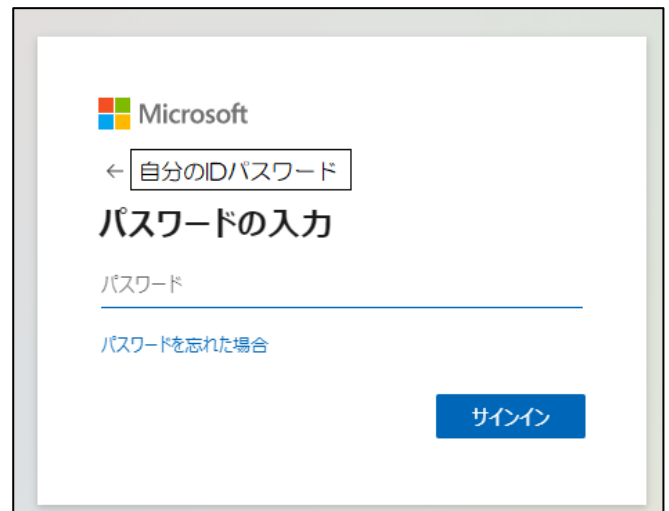 Microsoft
← 自分のIDパスワード
パスワードの入力
パスワード
パスワードを忘れた場合
サインイン